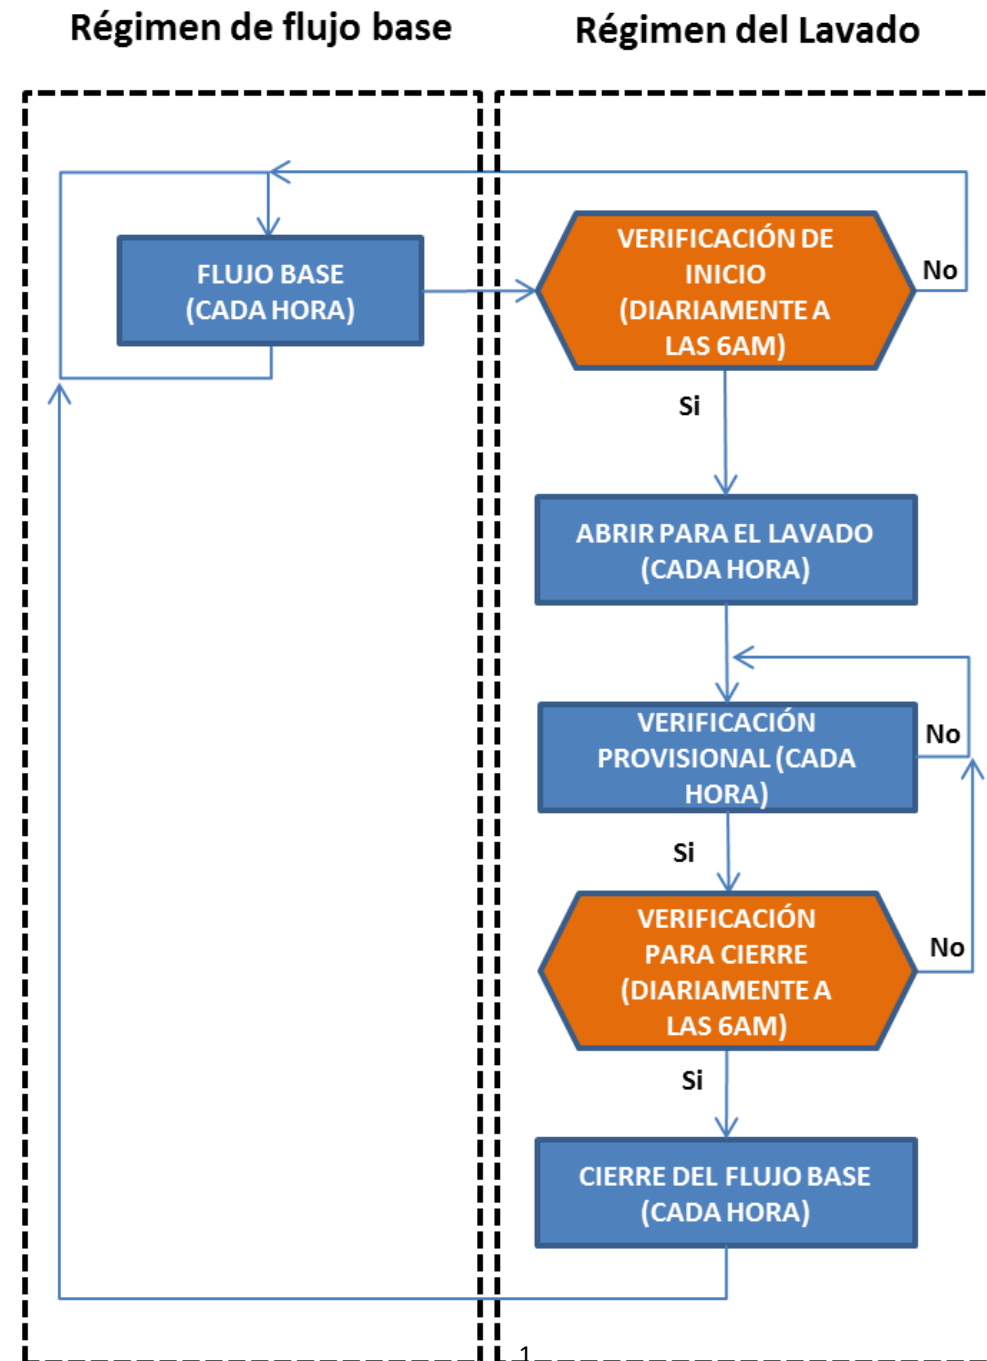 Régimen de flujo base
Régimen del Lavado
FLUJO BASE
(CADA HORA)
VERIFICACIÓN DE
INICIO
(DIARIAMENTE A
LAS 6AM)
No
Si
ABRIR PARA EL LAVADO
(CADA HORA)
VERIFICACIÓN
PROVISIONAL (CADA
HORA)
No
Si
VERIFICACIÓN
PARA CIERRE
(DIARIAMENTE A
LAS 6AM)
No
Si
CIERRE DEL FLUJO BASE
(CADA HORA)
1